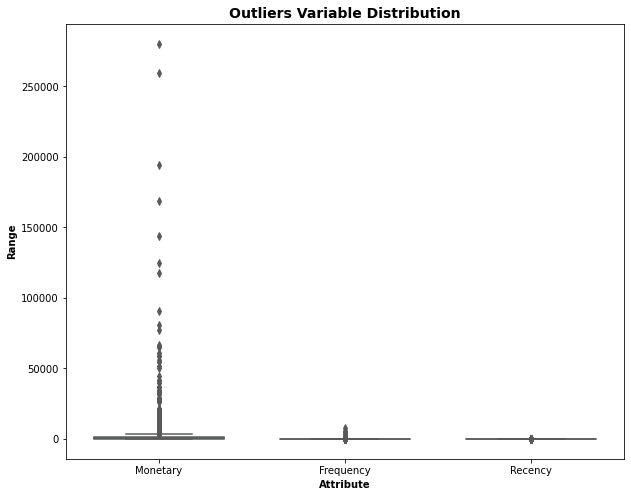 Outliers Variable Distribution
250000
200000
150000
100000
50000
0
Range
Monetary
Frequency
Recency
Attribute